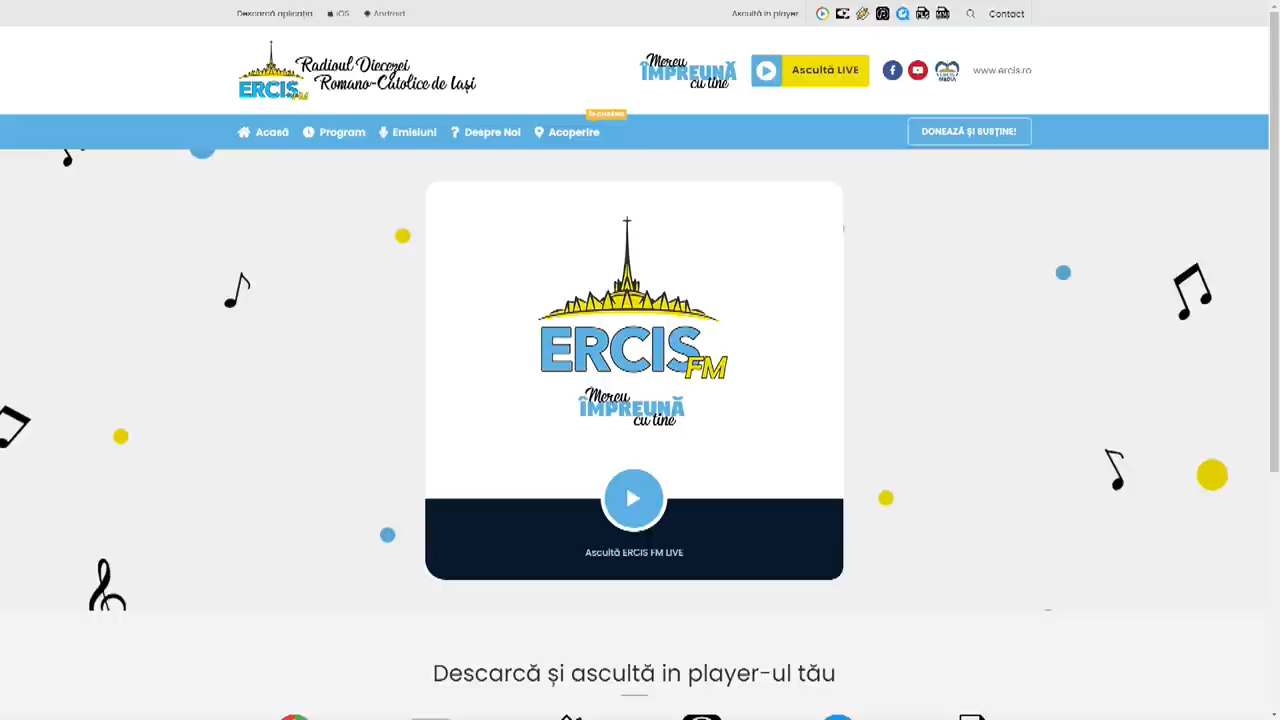 Descarcă aplicația iOS Android Ascultă in player Contact
Radioul Diecezei
Romano-Catolice de Iași
ERCIS FM
Mereu
ÎMPREUNĂ
cu tine
Ascultă LIVE
www.ercis.ro
Acasă Program Emisiuni Despre Noi Acoperire
DONEAZĂ ȘI SUSȚINE!
ERCIS
FM
Mereu
ÎMPREUNĂ
cu tine
Ascultă ERCIS FM LIVE
Descarcă și ascultă in player-ul tău